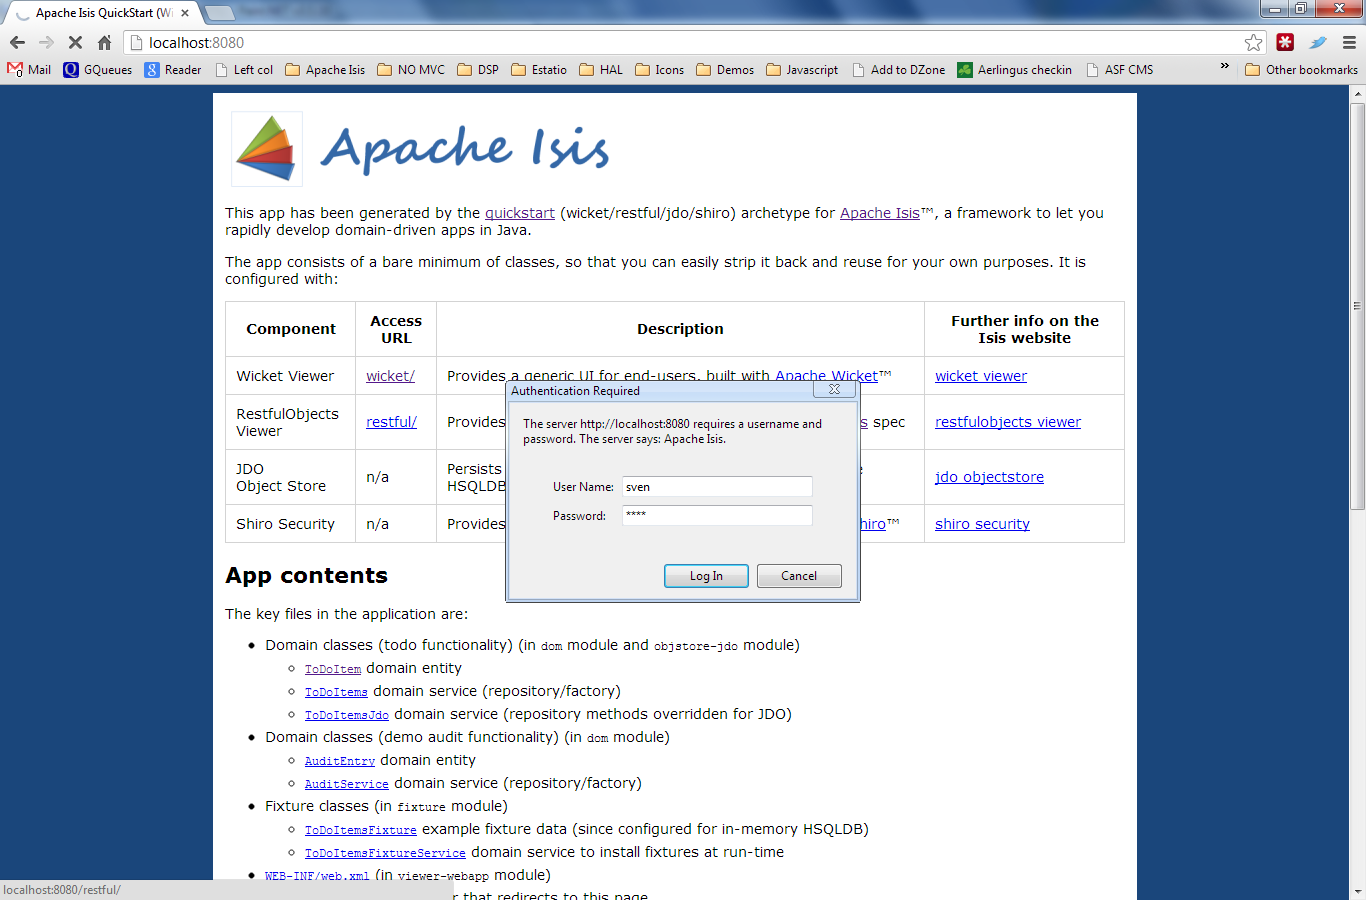 Apache Isis QuickStart (Wi
localhost:8080
Mail GQueues Reader Left col Apache Isis NO MVC DSP Estatio HAL Icons Demos Javascript Add to DZone Aerlingus checkin ASF CMS » Other bookmarks
Apache Isis
This app has been generated by the quickstart (wicket/restful/jdo/shiro) archetype for Apache Isis™, a framework to let you
rapidly develop domain-driven apps in Java.
The app consists of a bare minimum of classes, so that you can easily strip it back and reuse for your own purposes. It is
configured with:
Component
Access
URL
Description
Further info on the
Isis website
Wicket Viewer
wicket/
Provides a generic UI for end-users, built with Apache Wicket™
wicket viewer
RestfulObjects
Viewer
restful/
Provides
s spec
restfulobjects viewer
JDO
Object Store
n/a
Persists
HSQLDB
jdo objectstore
Shiro Security
n/a
Provides
hiro™
shiro security
Authentication Required
The server http://localhost:8080 requires a username and
password. The server says: Apache Isis.
User Name: sven
Password: ****
Log In Cancel
App contents
The key files in the application are:
• Domain classes (todo functionality) (in dom module and objstore-jdo module)
◦ ToDoItem domain entity
◦ ToDoItems domain service (repository/factory)
◦ ToDoItemsJdo domain service (repository methods overridden for JDO)
• Domain classes (demo audit functionality) (in dom module)
◦ AuditEntry domain entity
◦ AuditService domain service (repository/factory)
• Fixture classes (in fixture module)
◦ ToDoItemsFixture example fixture data (since configured for in-memory HSQLDB)
◦ ToDoItemsFixtureService domain service to install fixtures at run-time
• WEB-INF/web.xml (in viewer-webapp module)
r that redirects to this page
localhost:8080/restful/